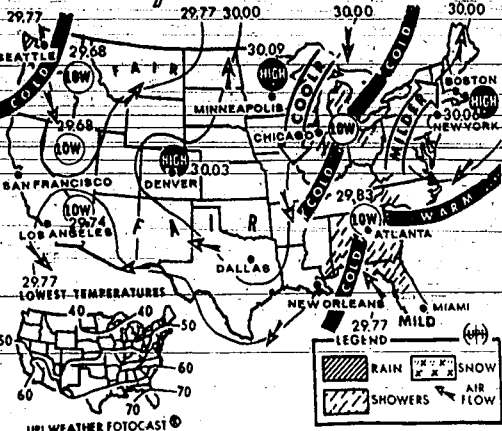 29.77
29.77 30.00
30.00
30.00
SEATTLE
29.68
30.09
COLD
COLD
LOW
FAIR
HIGH
COOLR
BOSTON
HIGH
MINNEAPOLIS
30.06
NEW YORK
29.68
CHICAGO
LOW
MILDER
LOW
HIGH
30.03
SAN FRANCISCO
DENVER
COLD
29.83
LOW
29.74
LOW
WARM
LOS ANGELES
FAIR
ATLANTA
DALLAS
COLD
29.77
LOWEST TEMPERATURES
NEW ORLEANS
MIAMI
29.77
MILD
40
40
50
50
60
60
70
70
LEGEND
UPI
RAIN
SNOW
SHOWERS
AIR FLOW
UPI WEATHER FOTOCAST ®